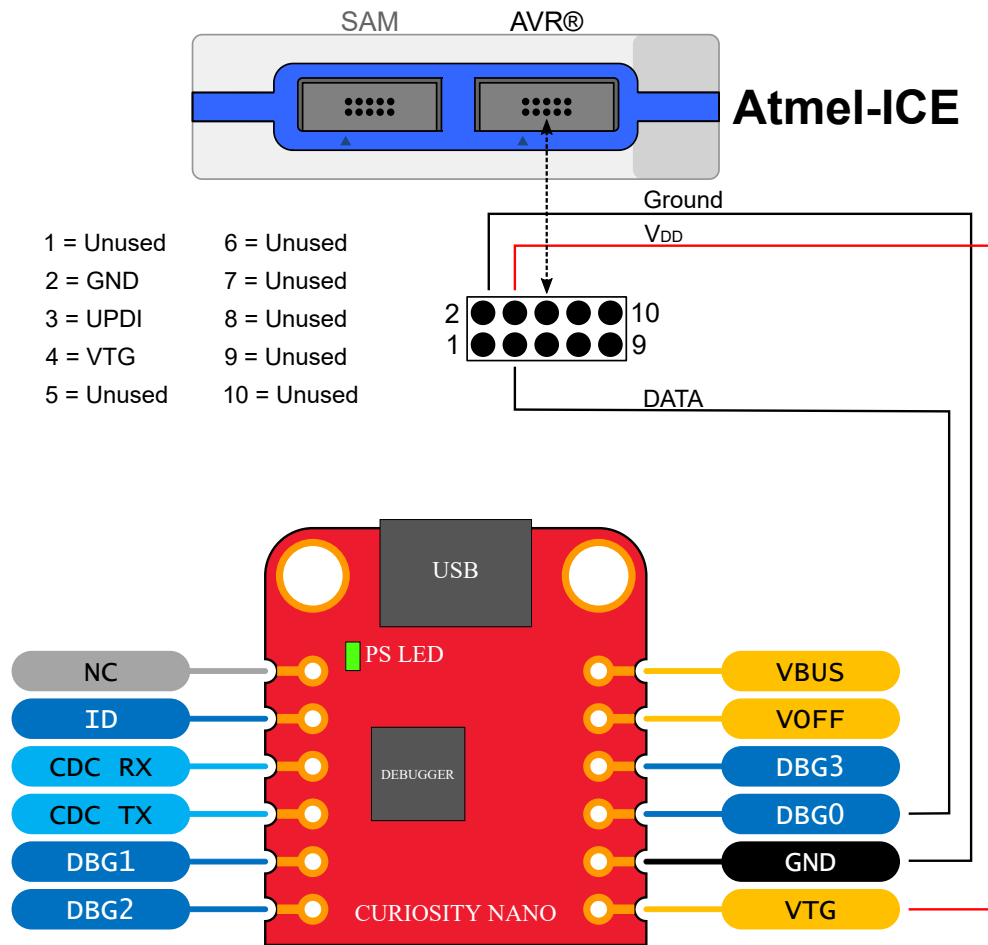 SAM
AVR®
Atmel-ICE
Ground
VDD
1 = Unused
6 = Unused
2 = GND
7 = Unused
3 = UPDI
8 = Unused
4 = VTG
9 = Unused
5 = Unused
10 = Unused
2
10
1
9
DATA
USB
PS LED
NC
VBUS
ID
VOFF
CDC RX
DEBUGGER
DBG3
CDC TX
DBG0
DBG1
GND
DBG2
CURIOSITY NANO
VTG